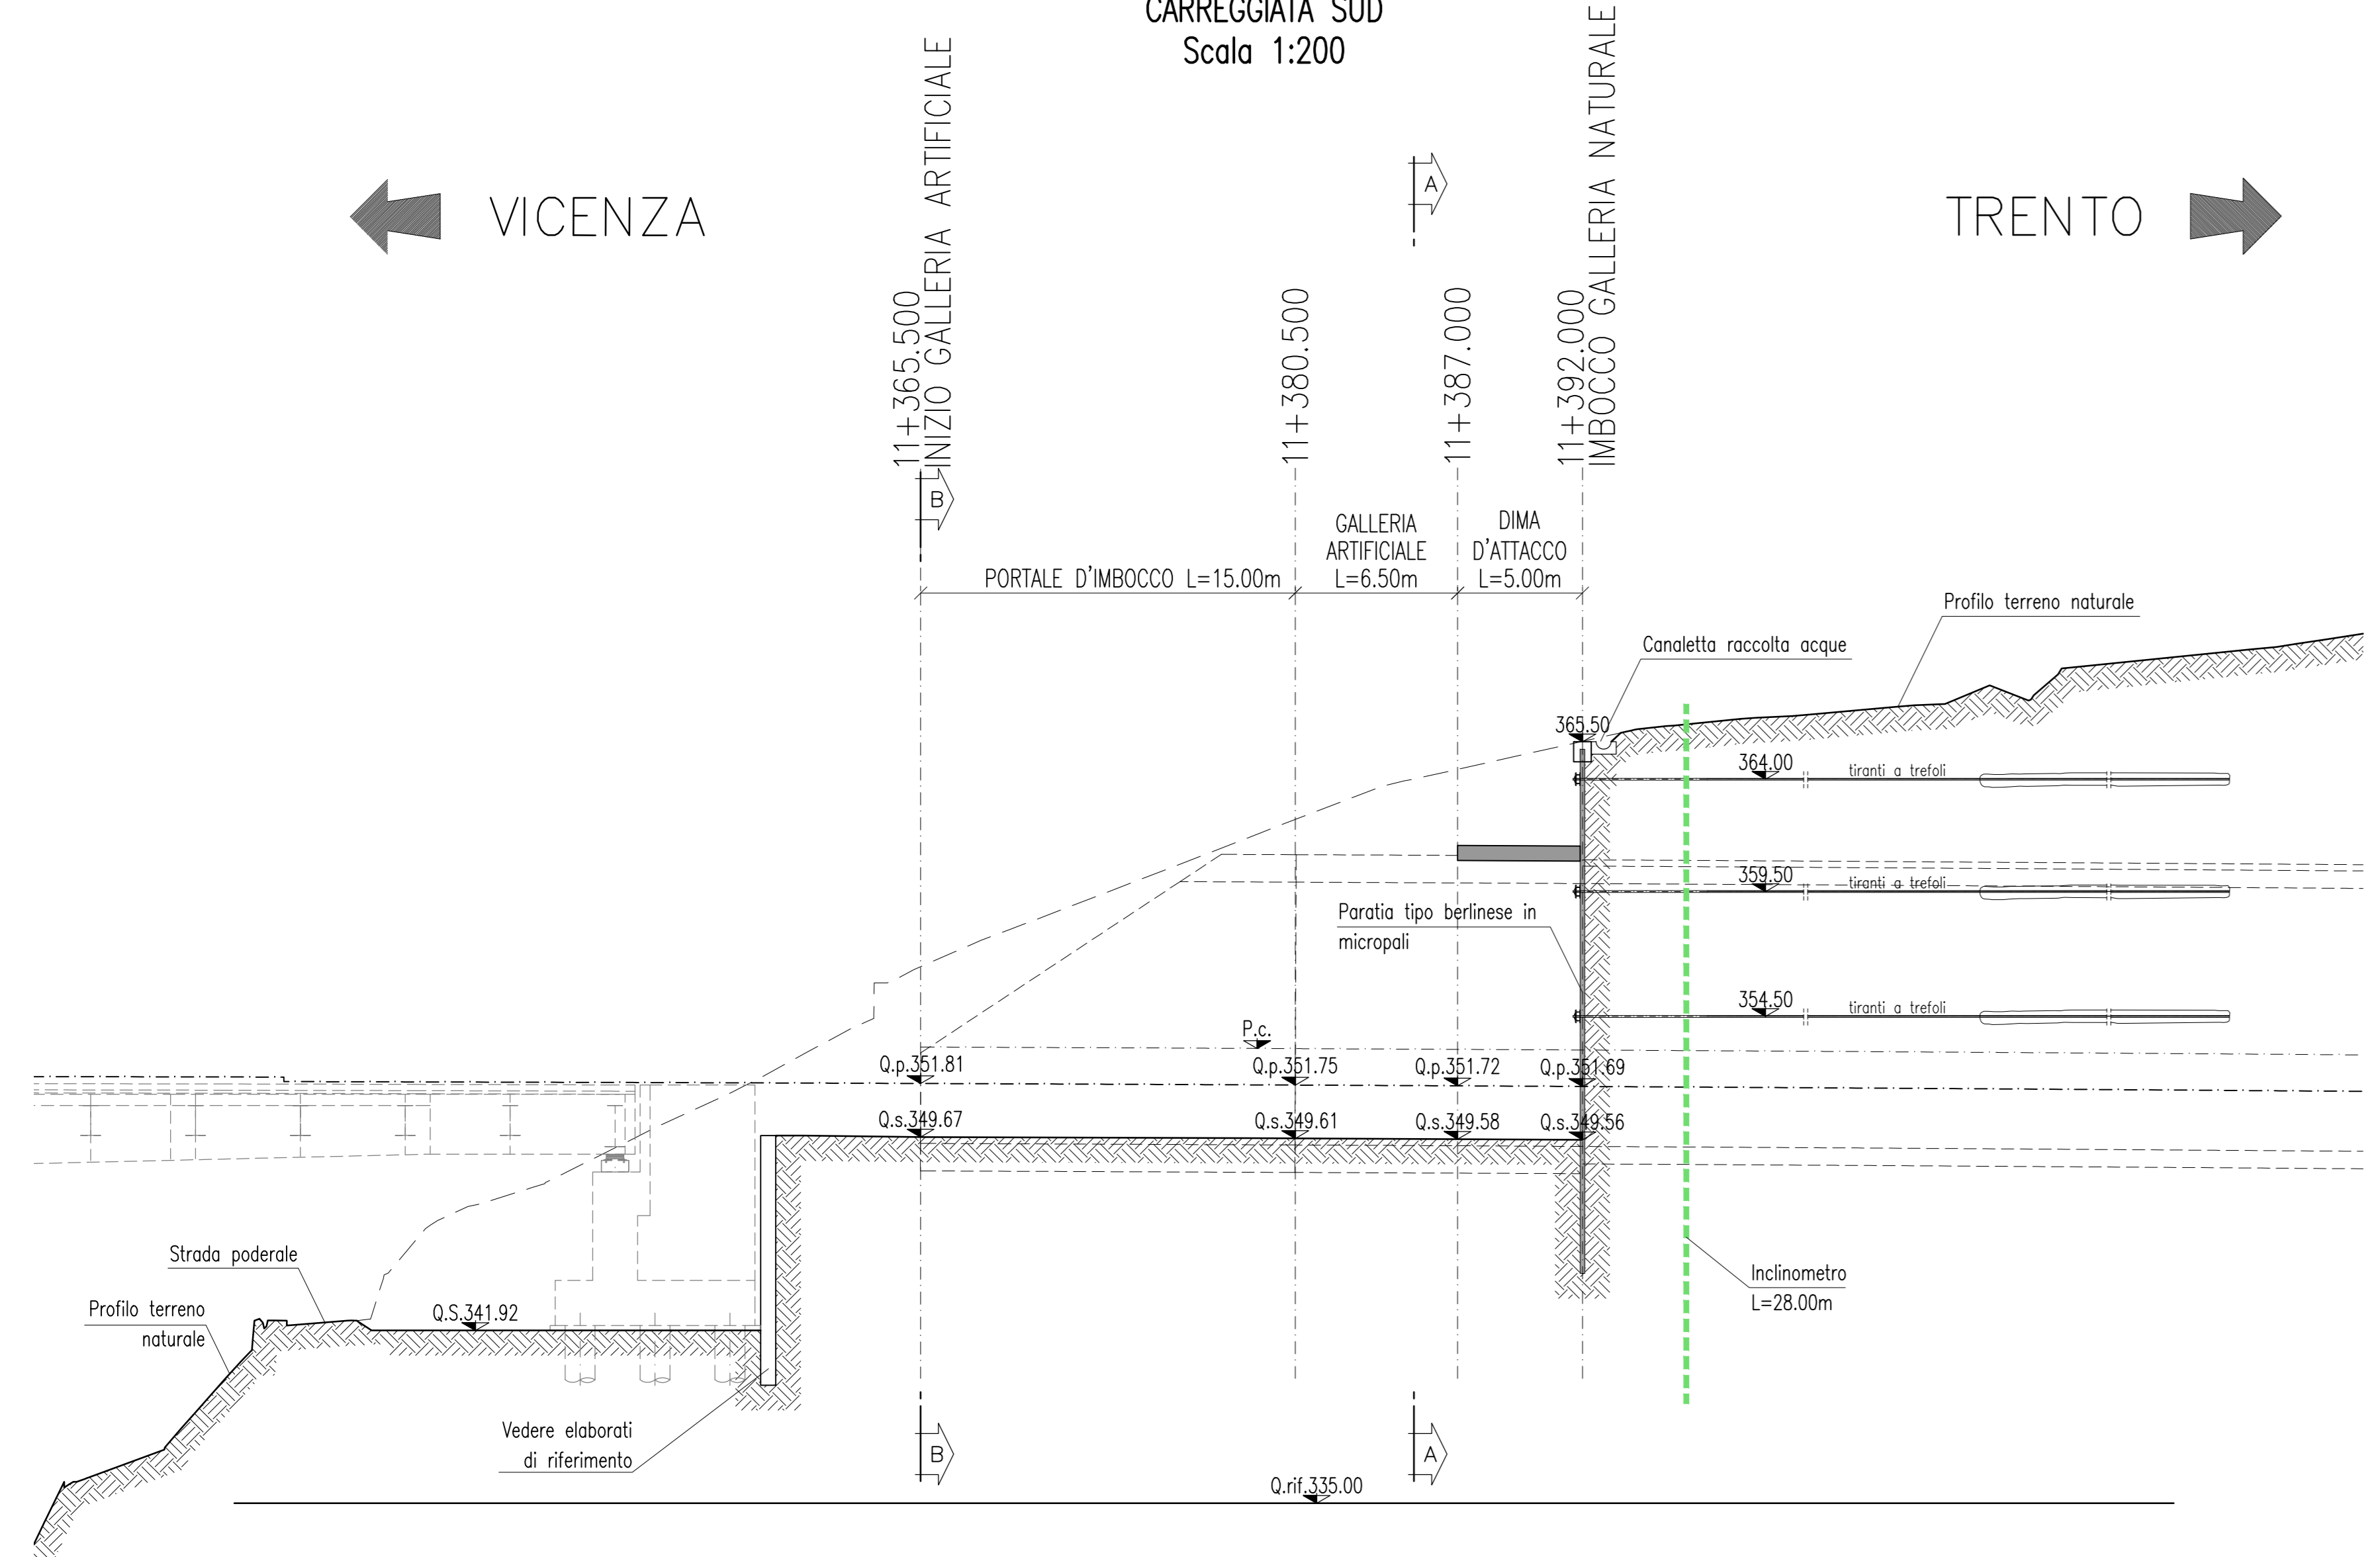 CARREGGIATA SUD
Scala 1:200
VICENZA
TRENTO
11+365.500
INIZIO GALLERIA ARTIFICIALE
11+380.500
11+387.000
11+392.000
IMBOCCO GALLERIA NATURALE
A
B
PORTALE D'IMBOCCO L=15.00m
GALLERIA
ARTIFICIALE
L=6.50m
DIMA
D'ATTACCO
L=5.00m
Profilo terreno naturale
Canaletta raccolta acque
365.50
364.00
tiranti a trefoli
359.50
tiranti a trefoli
Paratia tipo berlinese in
micropali
354.50
tiranti a trefoli
P.c.
Q.p.351.81
Q.p.351.75
Q.p.351.72
Q.p.351.69
Q.s.349.67
Q.s.349.61
Q.s.349.58
Q.s.349.56
Strada poderale
Profilo terreno
naturale
Q.S.341.92
Inclinometro
L=28.00m
Vedere elaborati
di riferimento
B
A
Q.rif.335.00